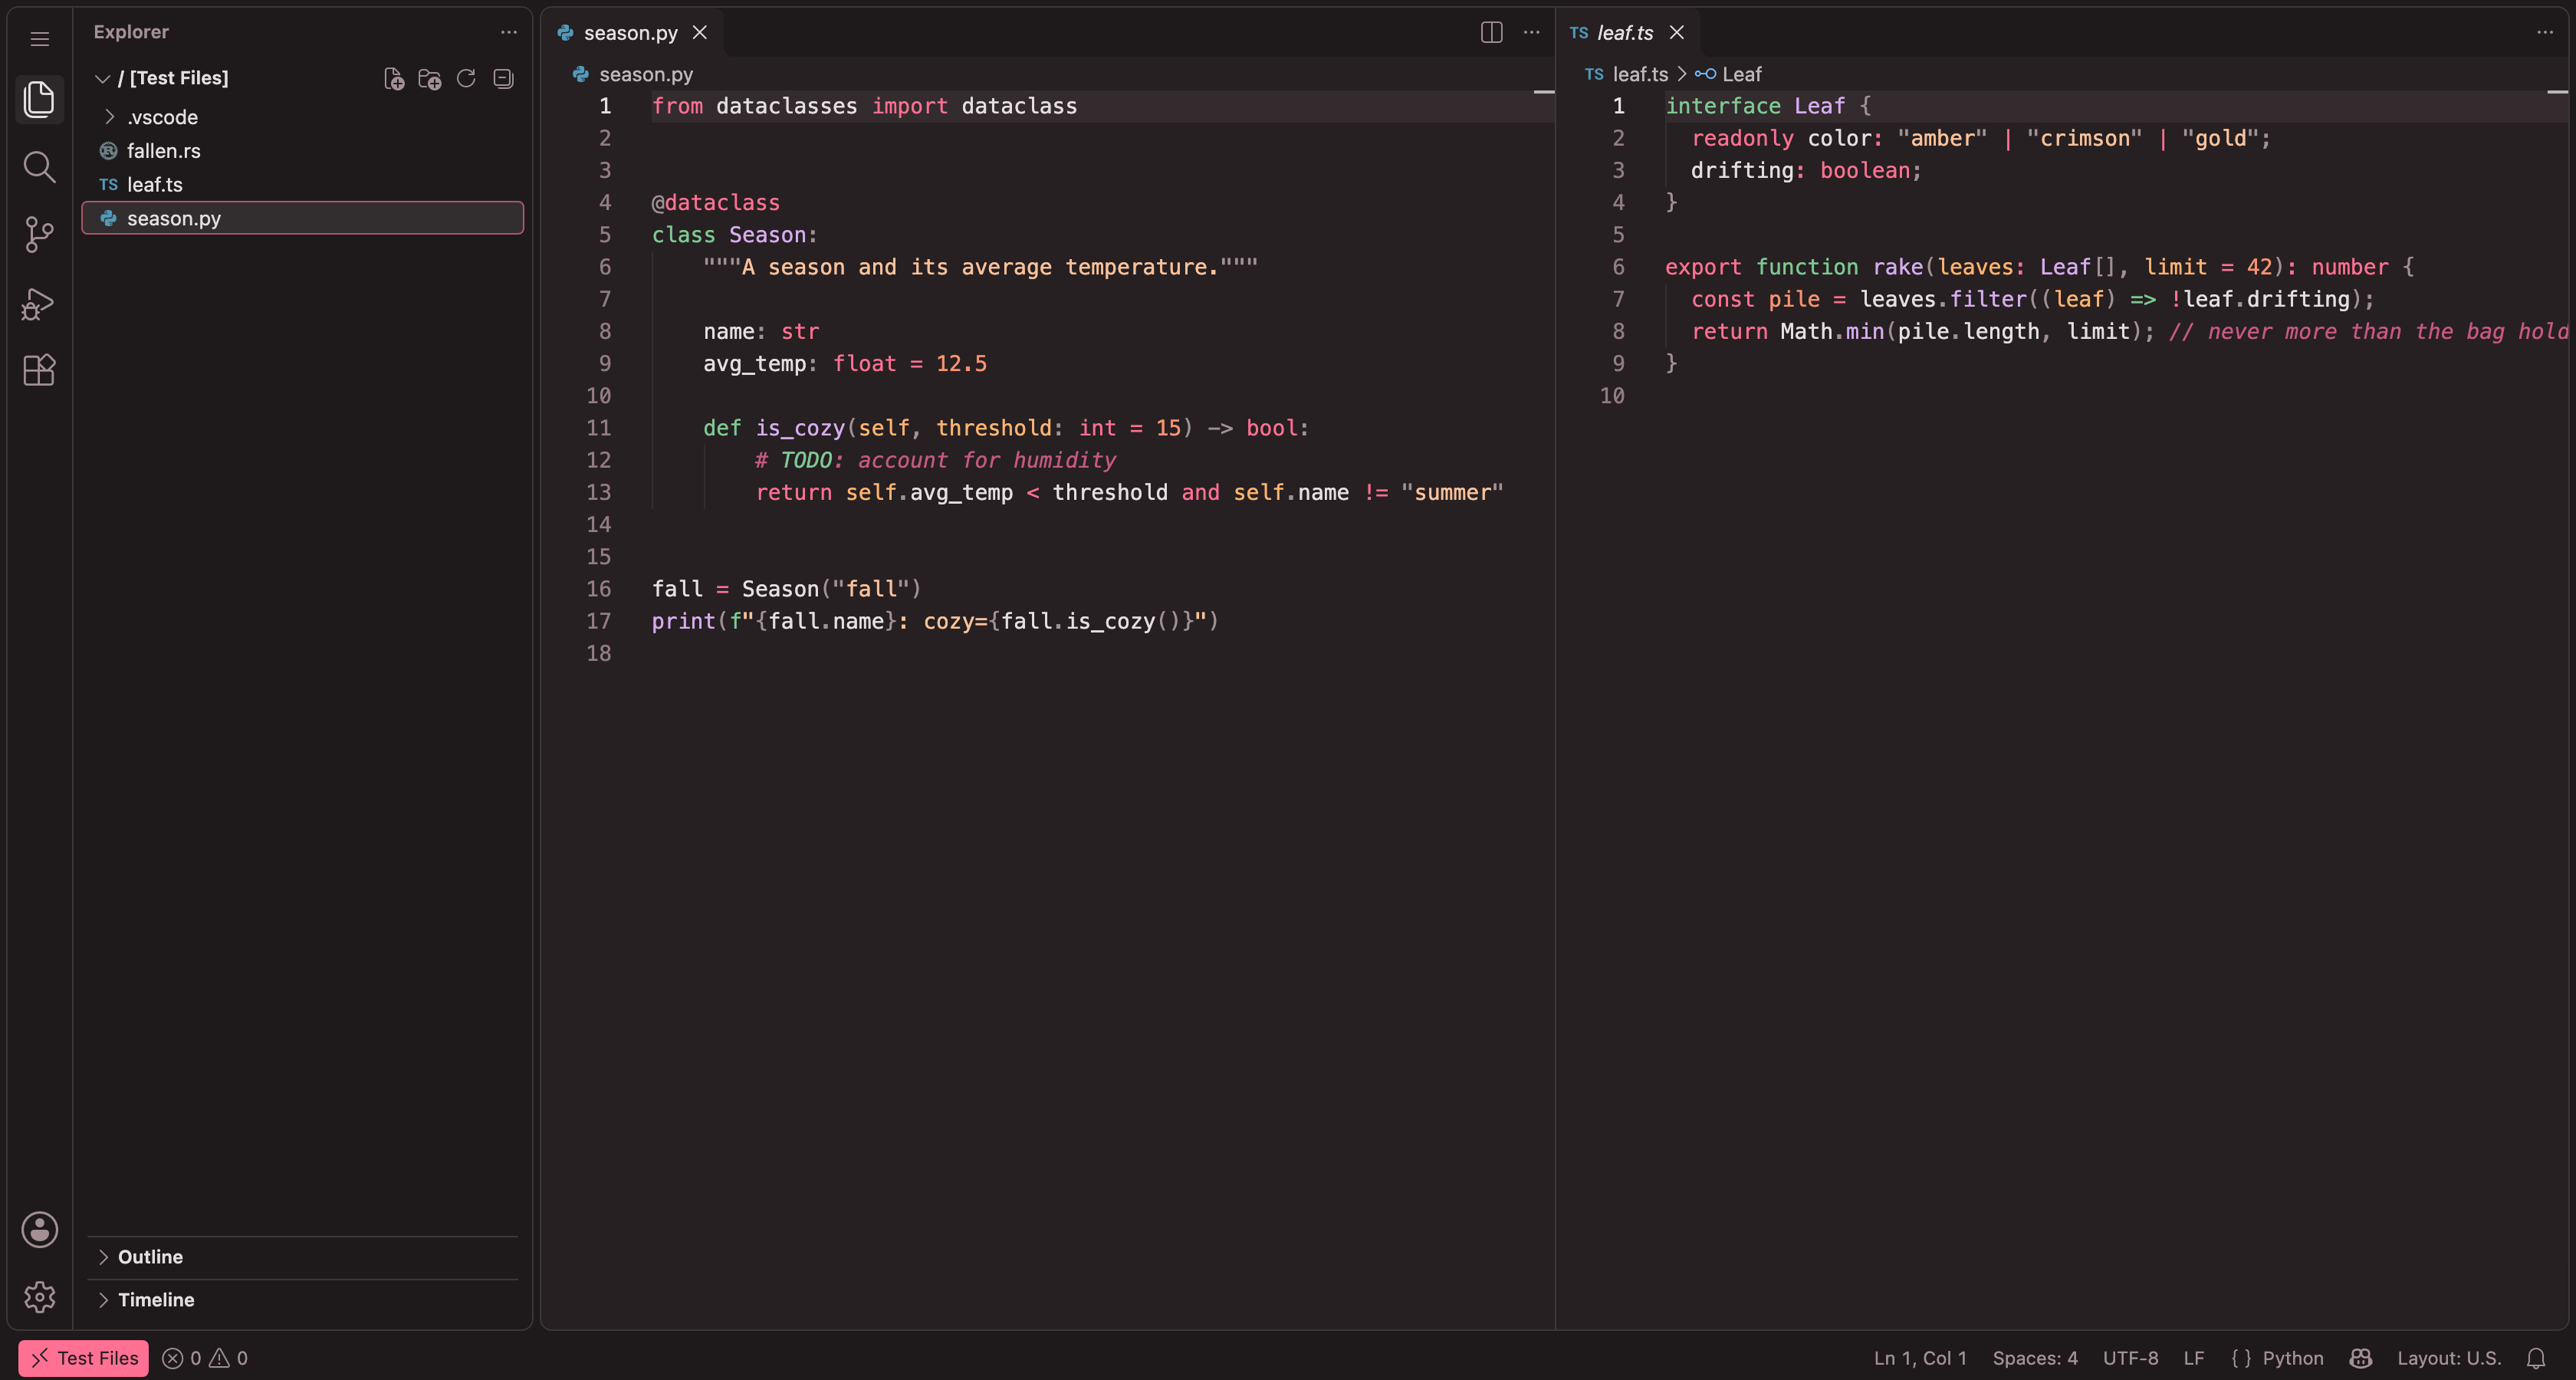 Explorer
/ [Test Files]
.vscode
fallen.rs
TS leaf.ts
season.py
Outline
Timeline
season.py
season.py
1 from dataclasses import dataclass
2
3
4 @dataclass
5 class Season:
6     """A season and its average temperature."""
7
8     name: str
9     avg_temp: float = 12.5
10
11     def is_cozy(self, threshold: int = 15) -> bool:
12         # TODO: account for humidity
13         return self.avg_temp < threshold and self.name != "summer"
14
15
16 fall = Season("fall")
17 print(f"{fall.name}: cozy={fall.is_cozy()}")
18
TS leaf.ts
TS leaf.ts > Leaf
1 interface Leaf {
2   readonly color: "amber" | "crimson" | "gold";
3   drifting: boolean;
4 }
5
6 export function rake(leaves: Leaf[], limit = 42): number {
7   const pile = leaves.filter((leaf) => !leaf.drifting);
8   return Math.min(pile.length, limit); // never more than the bag hold
9 }
10
Test Files 0 0 Ln 1, Col 1 Spaces: 4 UTF-8 LF { } Python Layout: U.S.